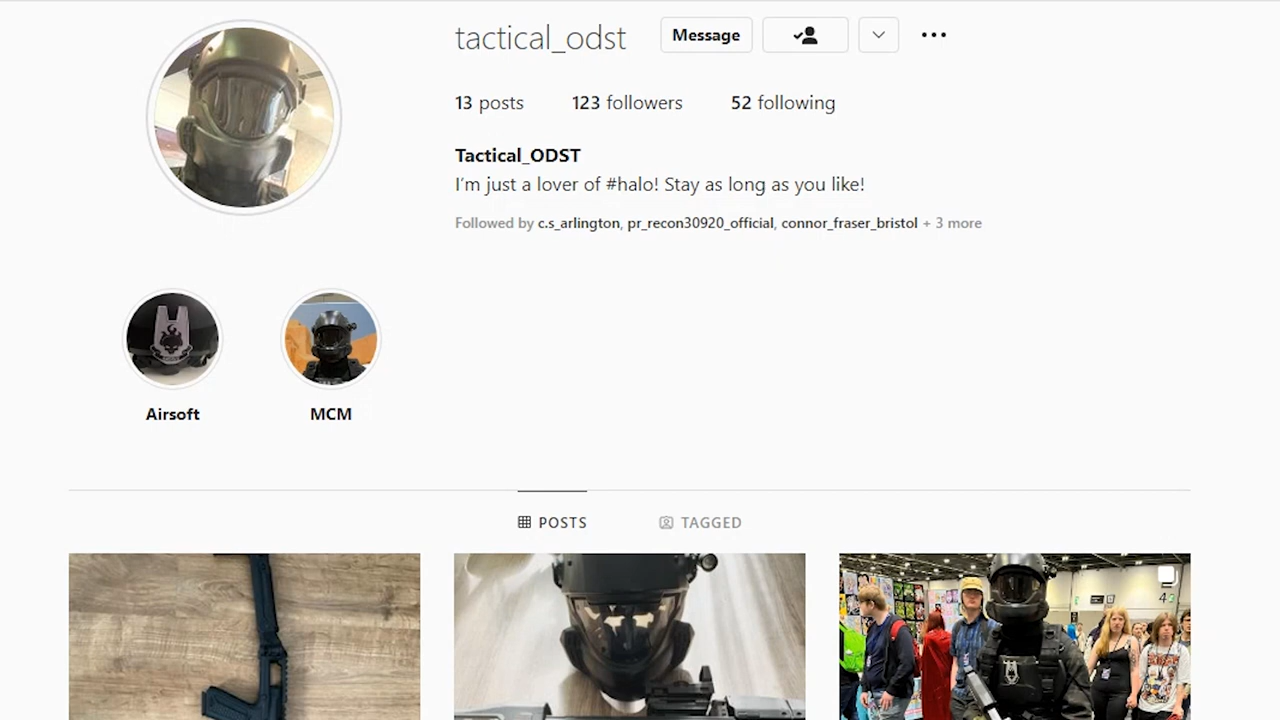 tactical_odst Message
13 posts 123 followers 52 following
Tactical_ODST
I'm just a lover of #halo! Stay as long as you like!
Followed by c.s_arlington, pr_recon30920_official, connor_fraser_bristol + 3 more
Airsoft MCM
POSTS TAGGED
4